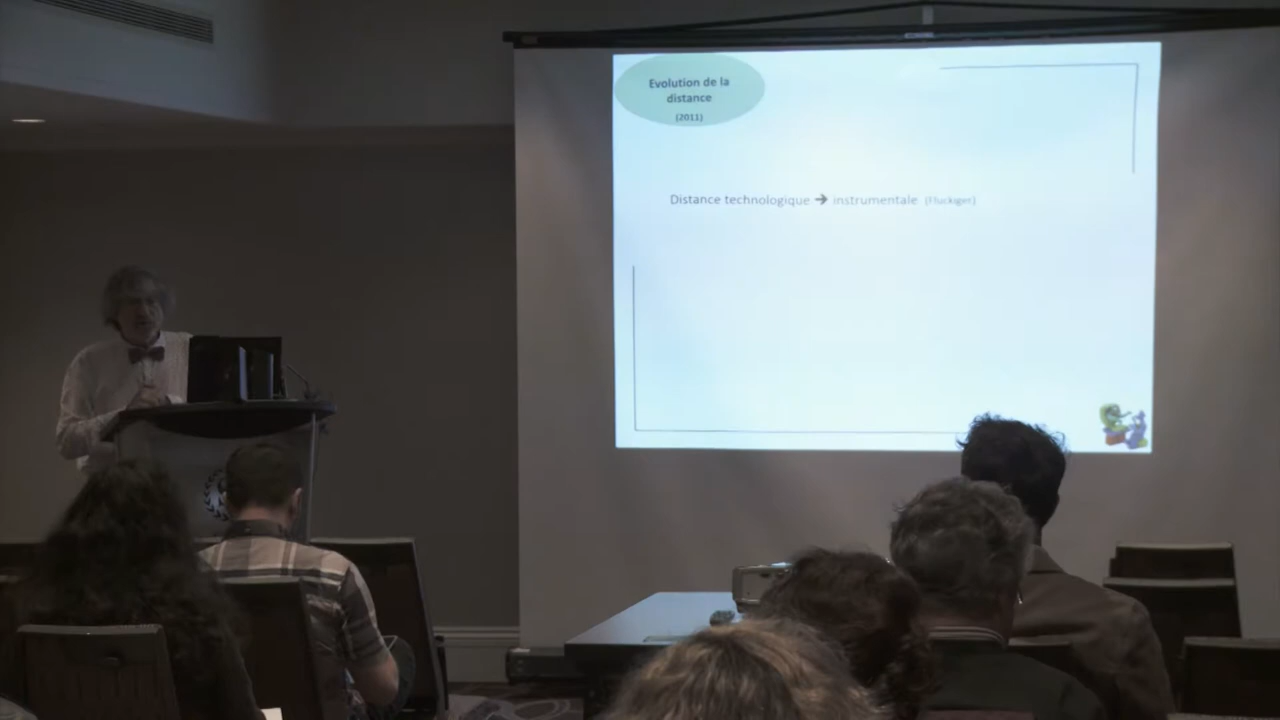 Evolution de la
distance
(2011)
Distance technologique ➔ instrumentale (Fluckiger)